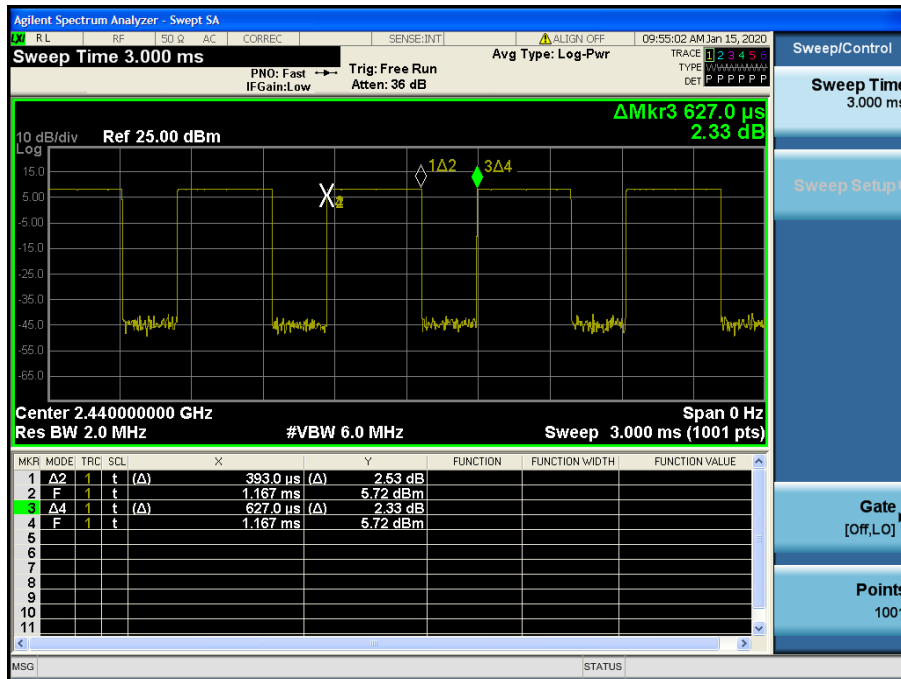 Agilent Spectrum Analyzer - Swept SA
LXI RL RF 50 Ω AC CORREC SENSE:INT ALIGN OFF 09:55:02 AM Jan 15, 2020
Sweep Time 3.000 ms
PNO: Fast Trig: Free Run Avg Type: Log-Pwr TRACE 1 2 3 4 5 6
TYPE
IFGain:Low Atten: 36 dB DET P P P P P P
Sweep/Control
Sweep Time
3.000 ms
Sweep Setup
ΔMkr3 627.0 µs
2.33 dB
10 dB/div Ref 25.00 dBm
Log
15.0
5.00
-5.00
-15.0
-25.0
-35.0
-45.0
-55.0
-65.0
1Δ2
3Δ4
Center 2.440000000 GHz Span 0 Hz
Res BW 2.0 MHz #VBW 6.0 MHz Sweep 3.000 ms (1001 pts)
MKR MODE TRC SCL X Y FUNCTION FUNCTION WIDTH FUNCTION VALUE
1 Δ2 1 t (Δ) 393.0 µs (Δ) 2.53 dB
2 F 1 t 1.167 ms 5.72 dBm
3 Δ4 1 t (Δ) 627.0 µs (Δ) 2.33 dB
4 F 1 t 1.167 ms 5.72 dBm
5
6
7
8
9
10
11
Gate
[Off,LO]
Points
1001
MSG STATUS